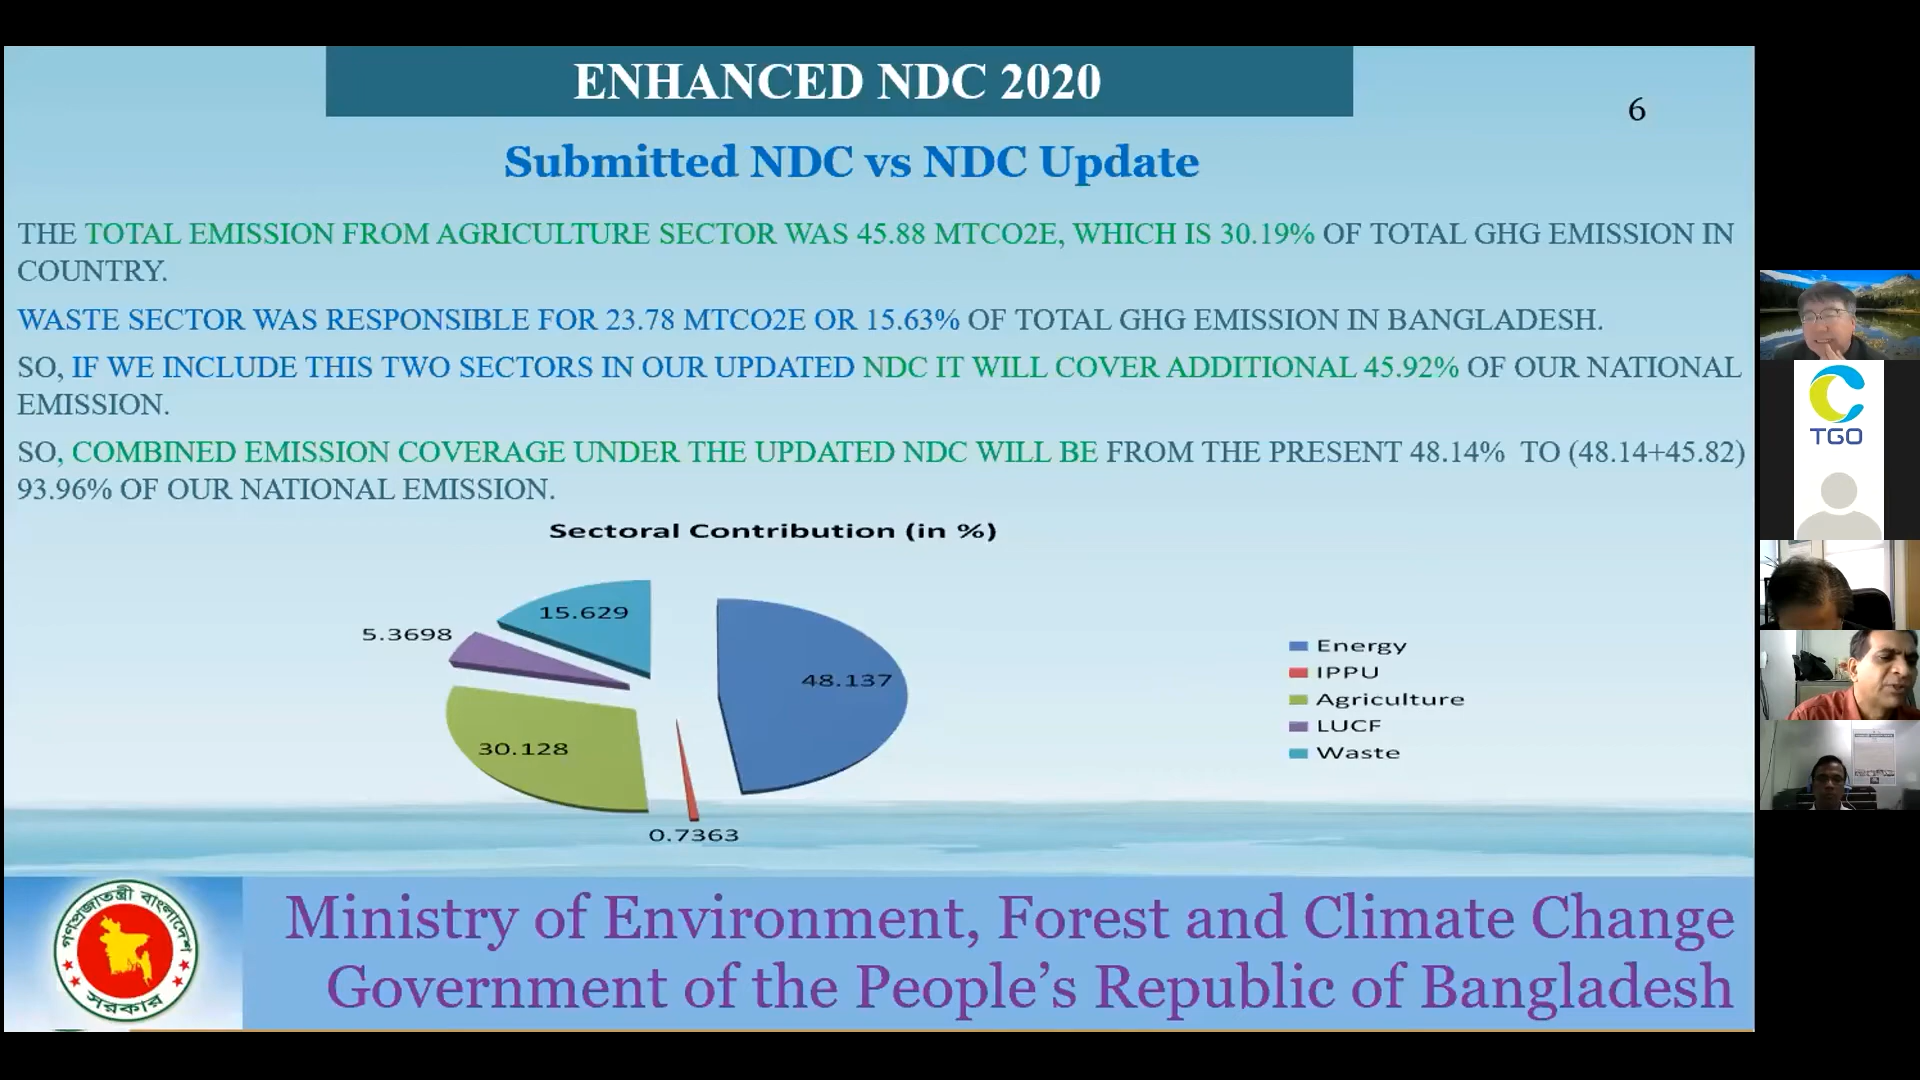 ENHANCED NDC 2020
6
Submitted NDC vs NDC Update
THE TOTAL EMISSION FROM AGRICULTURE SECTOR WAS 45.88 MTCO2E, WHICH IS 30.19% OF TOTAL GHG EMISSION IN
COUNTRY.
WASTE SECTOR WAS RESPONSIBLE FOR 23.78 MTCO2E OR 15.63% OF TOTAL GHG EMISSION IN BANGLADESH.
SO, IF WE INCLUDE THIS TWO SECTORS IN OUR UPDATED NDC IT WILL COVER ADDITIONAL 45.92% OF OUR NATIONAL
EMISSION.
SO, COMBINED EMISSION COVERAGE UNDER THE UPDATED NDC WILL BE FROM THE PRESENT 48.14% TO (48.14+45.82)
93.96% OF OUR NATIONAL EMISSION.
Sectoral Contribution (in %)
15.629
5.3698
48.137
30.128
0.7363
Energy
IPPU
Agriculture
LUCF
Waste
গণপ্রজাতন্ত্রী বাংলাদেশ
সরকার
Ministry of Environment, Forest and Climate Change
Government of the People's Republic of Bangladesh
TGO